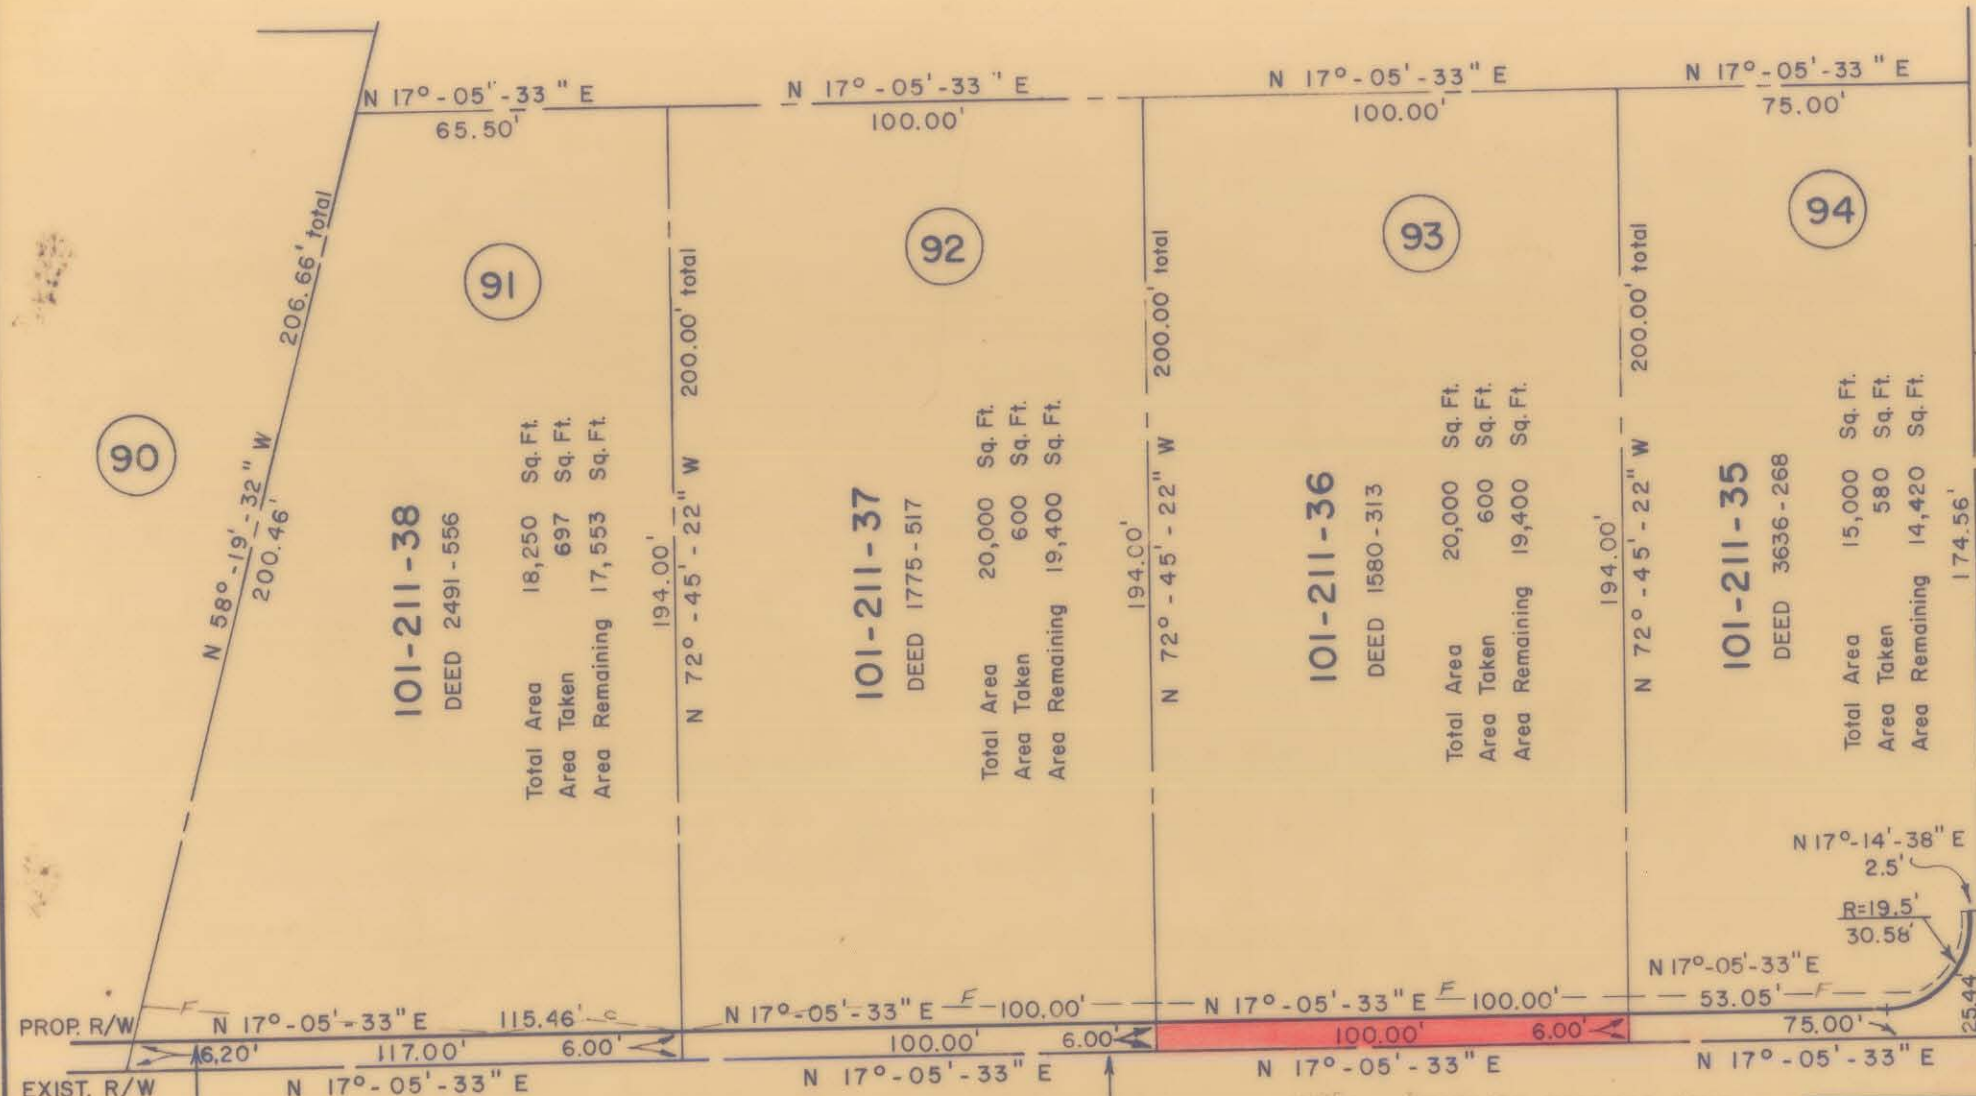 N 17°-05'-33" E
65.50'
N 17°-05'-33" E
100.00'
N 17°-05'-33" E
100.00'
N 17°-05'-33" E
75.00'
90
N 58°-19'-32" W
206.66' total
200.46'
91
101-211-38
DEED 2491-556
Total Area 18,250 Sq. Ft.
Area Taken 697 Sq. Ft.
Area Remaining 17,553 Sq. Ft.
194.00'
N 72°-45'-22" W 200.00' total
92
101-211-37
DEED 1775-517
Total Area 20,000 Sq. Ft.
Area Taken 600 Sq. Ft.
Area Remaining 19,400 Sq. Ft.
194.00'
N 72°-45'-22" W 200.00' total
93
101-211-36
DEED 1580-313
Total Area 20,000 Sq. Ft.
Area Taken 600 Sq. Ft.
Area Remaining 19,400 Sq. Ft.
194.00'
N 72°-45'-22" W 200.00' total
94
101-211-35
DEED 3636-268
Total Area 15,000 Sq. Ft.
Area Taken 580 Sq. Ft.
Area Remaining 14,420 Sq. Ft.
174.56'
N 17°-14'-38" E
2.5'
R=19.5'
30.58'
N 17°-05'-33" E
53.05' F
25.44'
PROP. R/W
F
N 17°-05'-33" E 115.46' c
N 17°-05'-33" E F 100.00'
N 17°-05'-33" E F 100.00'
75.00'
6.20' 117.00' 6.00'
100.00' 6.00'
100.00' 6.00'
EXIST. R/W
N 17°-05'-33" E
N 17°-05'-33" E
N 17°-05'-33" E
N 17°-05'-33" E